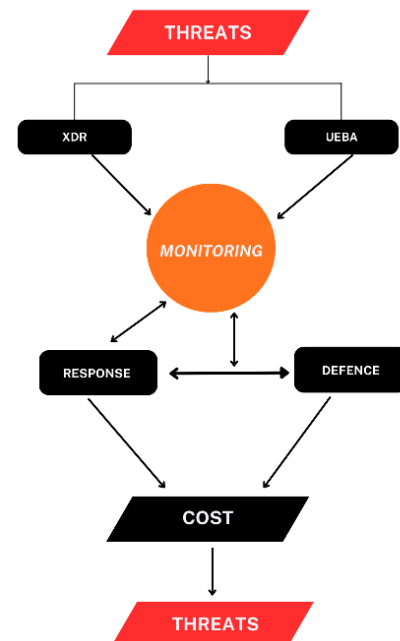 THREATS
XDR
UEBA
MONITORING
RESPONSE
DEFENCE
COST
THREATS